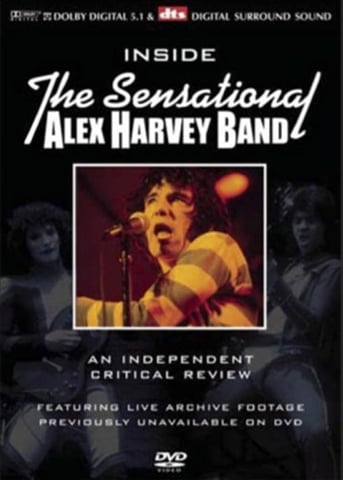 DOLBY DIGITAL 5.1 & dts DIGITAL SURROUND SOUND
INSIDE
The Sensational
ALEX HARVEY BAND
AN INDEPENDENT
CRITICAL REVIEW
FEATURING LIVE ARCHIVE FOOTAGE
PREVIOUSLY UNAVAILABLE ON DVD
DVD